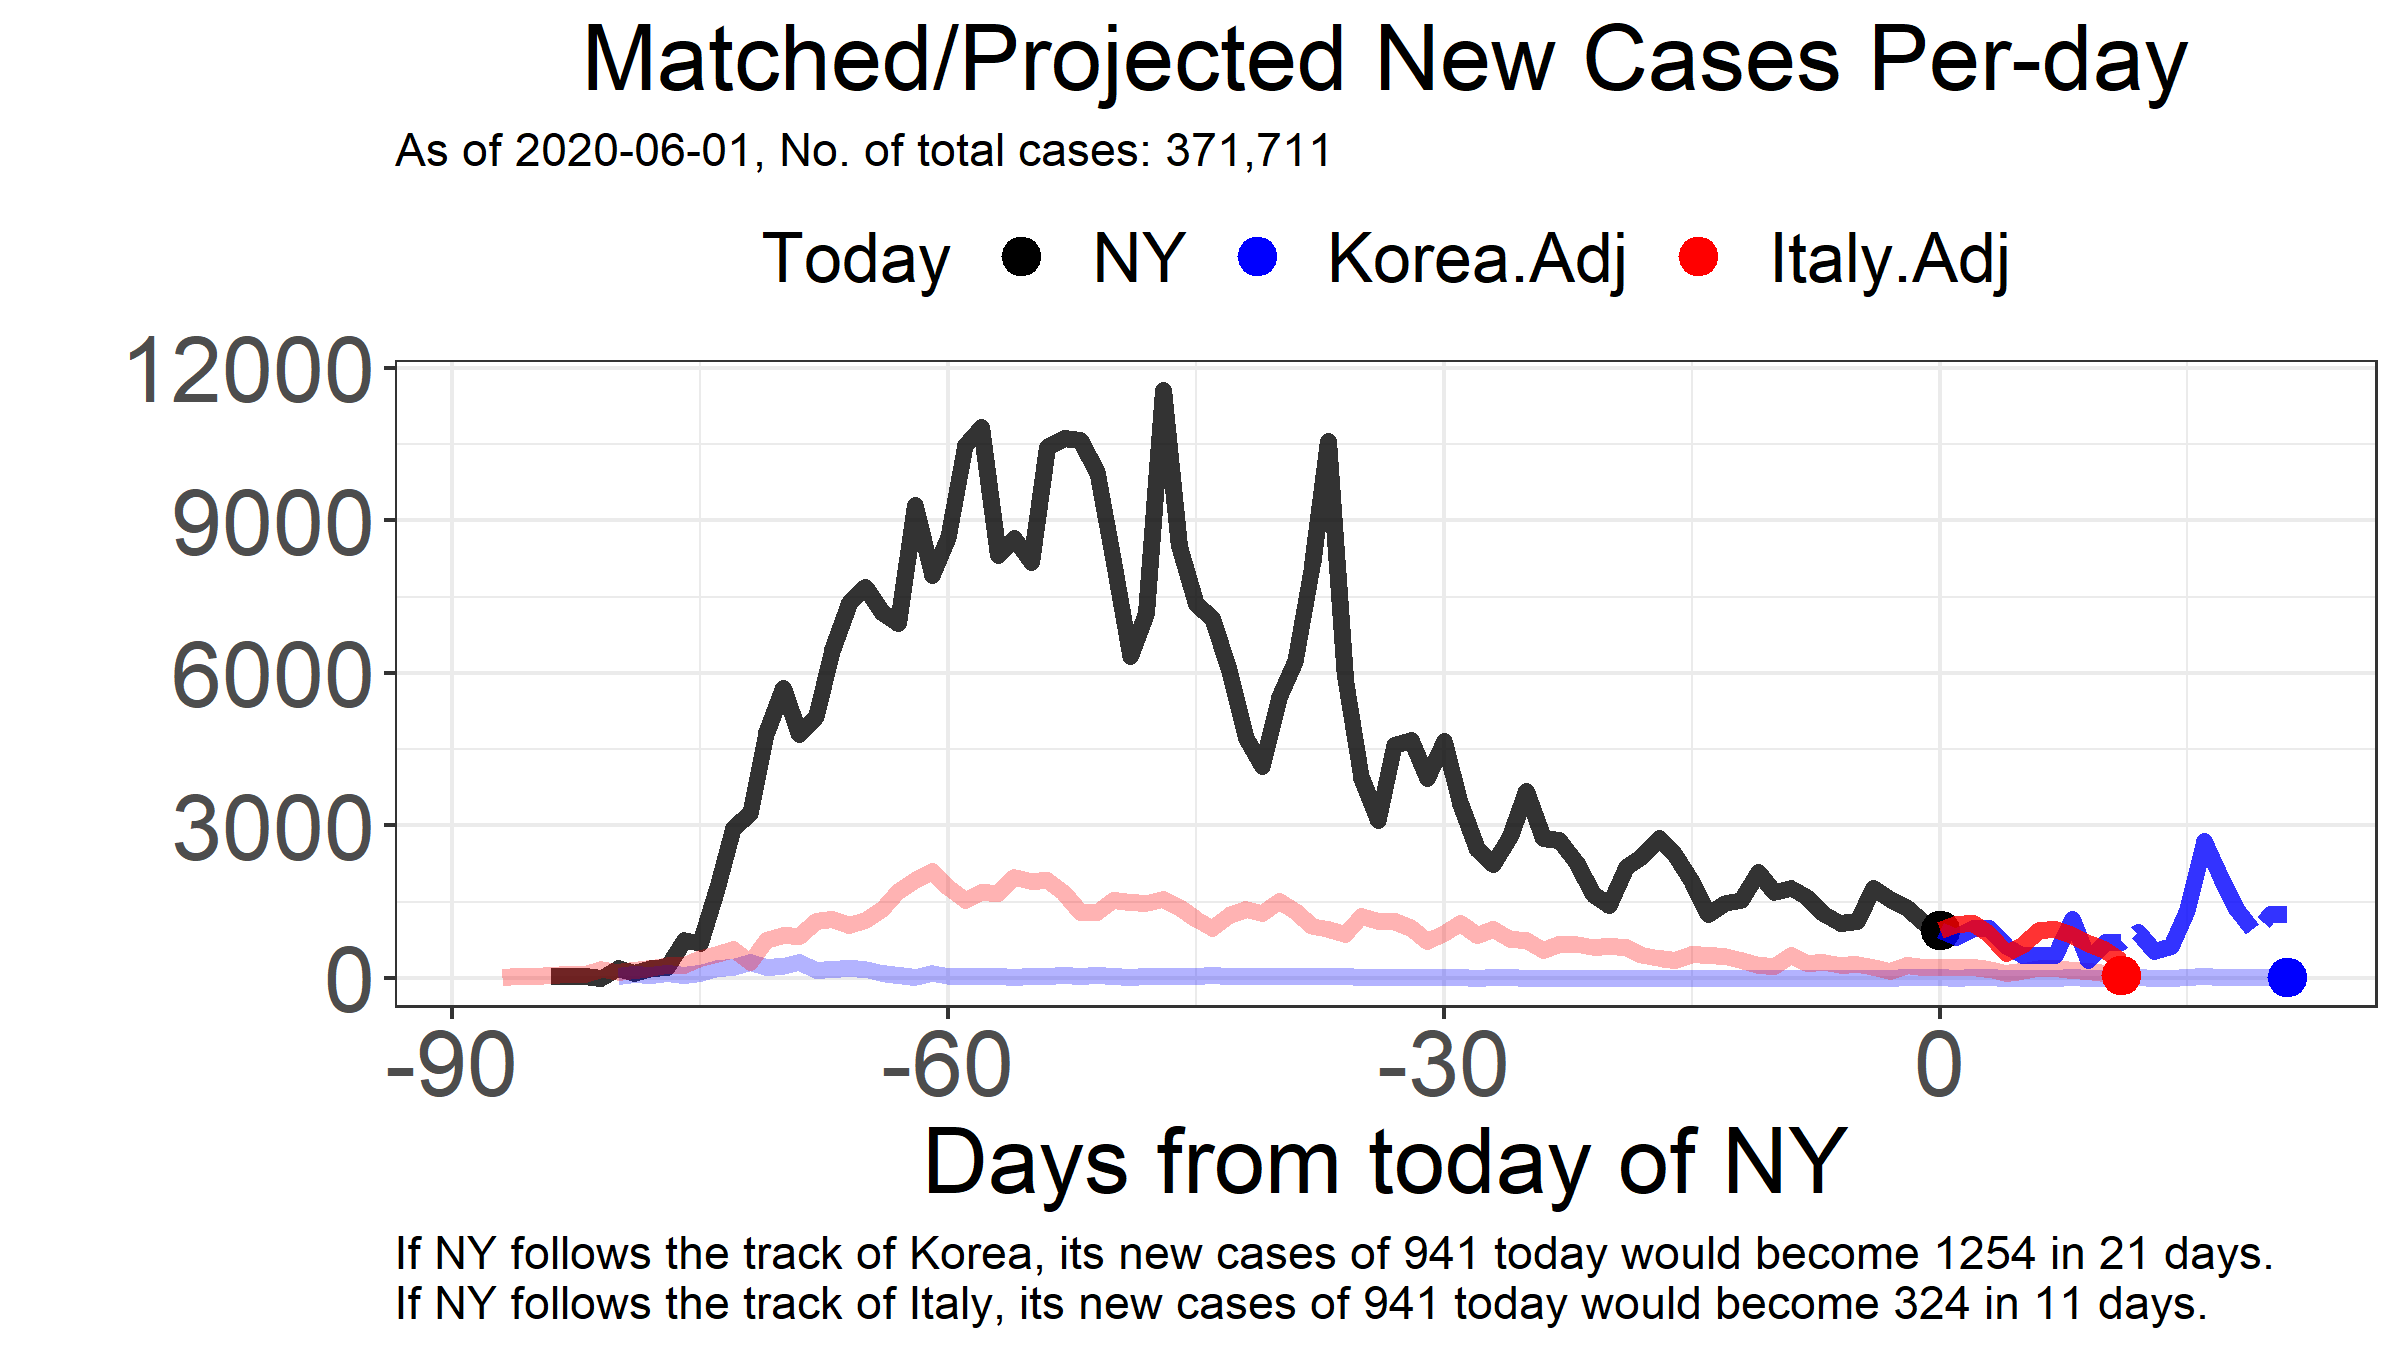 Matched/Projected New Cases Per-day
As of 2020-06-01, No. of total cases: 371,711
Today NY Korea.Adj Italy.Adj
12000
9000
6000
3000
0
-90 -60 -30 0
Days from today of NY
If NY follows the track of Korea, its new cases of 941 today would become 1254 in 21 days.
If NY follows the track of Italy, its new cases of 941 today would become 324 in 11 days.